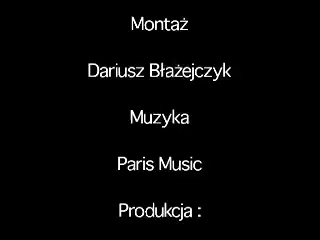 Montaż
Dariusz Błażejczyk
Muzyka
Paris Music
Produkcja :